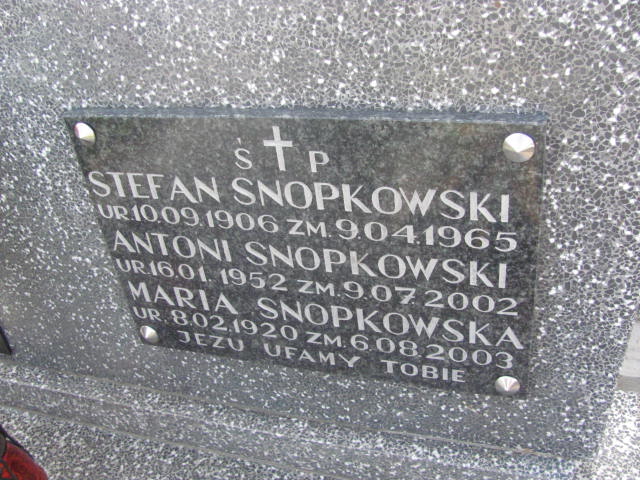 Ś P
STEFAN SNOPKOWSKI
UR.10.09.1906 ZM.9.04.1965
ANTONI SNOPKOWSKI
UR.16.01.1952 ZM.9.07.2002
MARIA SNOPKOWSKA
UR. 8.02.1920 ZM.6.08.2003
JEZU UFAMY TOBIE